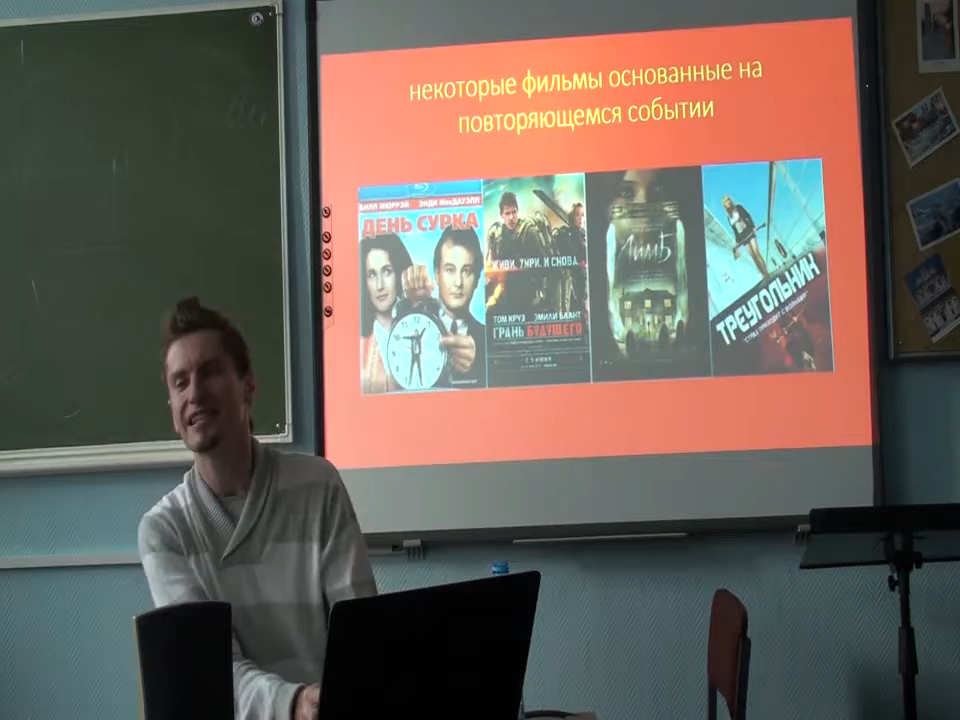 некоторые фильмы основанные на
повторяющемся событии
БИЛЛ МЮРРЭЙ ЭНДИ МакДАУЭЛЛ
ДЕНЬ СУРКА
ЖИВИ. УМРИ. И СНОВА.
ТОМ КРУЗ ЭМИЛИ БЛАНТ
ГРАНЬ БУДУЩЕГО
ЛИМБ
ТРЕУГОЛЬНИК